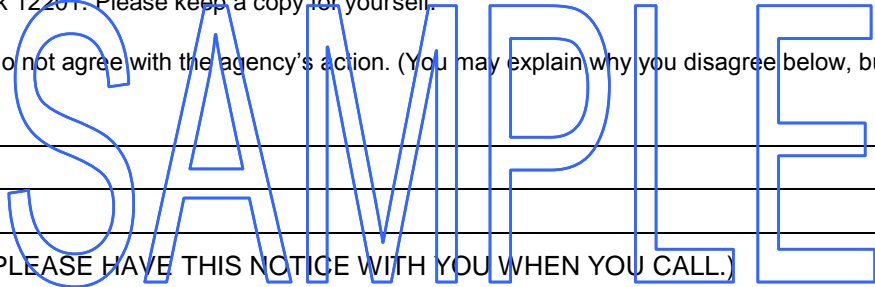 k 12201. Please keep a copy for yourself.
o not agree with the agency's action. (You may explain why you disagree below, bu
PLEASE HAVE THIS NOTICE WITH YOU WHEN YOU CALL.)
SAMPLE